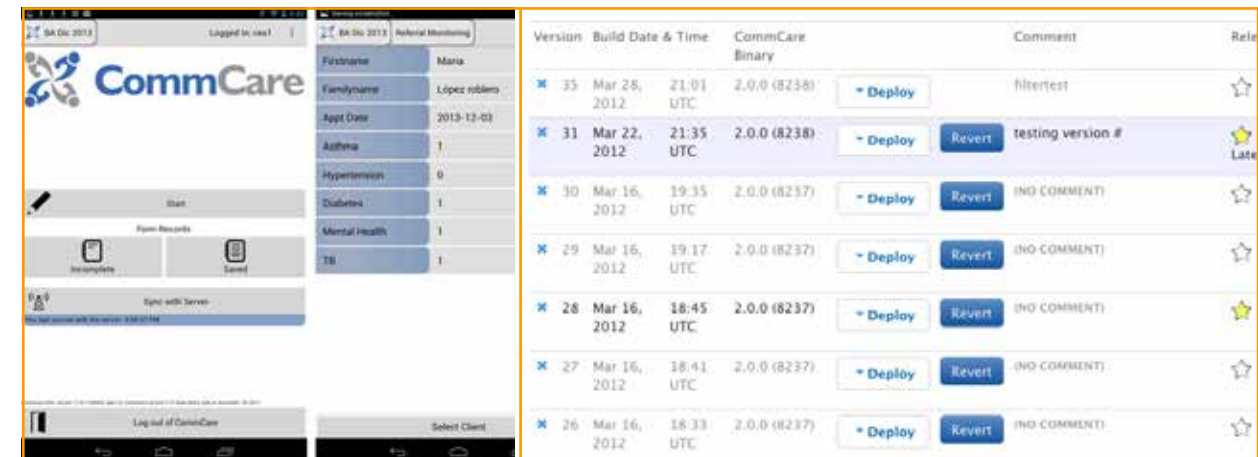 BA Dic 2013
Logged In: ces1
CommCare
Start
Form Records
Incomplete
Saved
Sync with Server
Log out of CommCare
Saving screenshot...
BA Dic 2013 Referral Monitoring
Firstname Maria
Familyname López roblero
Appt Date 2013-12-03
Asthma 1
Hypertension 0
Diabetes 1
Mental Health 1
TB 1
Select Client
Version Build Date & Time CommCare Comment Rele
Binary
35 Mar 28, 21:01 2.0.0 (8238) Deploy filtertest
2012 UTC
31 Mar 22, 21:35 2.0.0 (8238) Deploy Revert testing version #
2012 UTC Late
30 Mar 16, 19:35 2.0.0 (8237) Deploy Revert (NO COMMENT)
2012 UTC
29 Mar 16, 19:17 2.0.0 (8237) Deploy Revert (NO COMMENT)
2012 UTC
28 Mar 16, 18:45 2.0.0 (8237) Deploy Revert (NO COMMENT)
2012 UTC
27 Mar 16, 18:41 2.0.0 (8237) Deploy Revert (NO COMMENT)
2012 UTC
26 Mar 16, 18:33 2.0.0 (8237) Deploy Revert (NO COMMENT)
2012 UTC